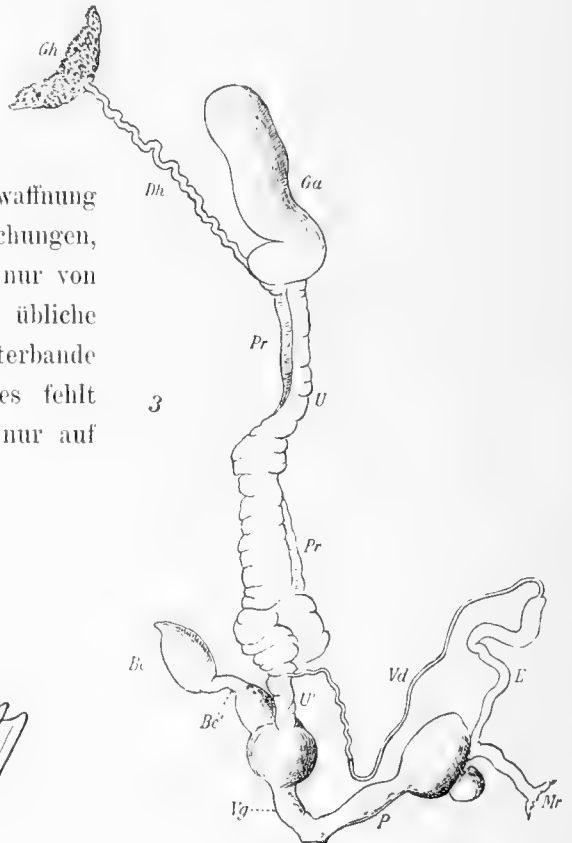 Gh
Dh
Ga
waffnung
chungen,
nur von
übliche
terbande
es fehlt
nur auf
Pr
3
U
Pr
Bc
Bc'
U'
Vd
E
Vg
P
Mr